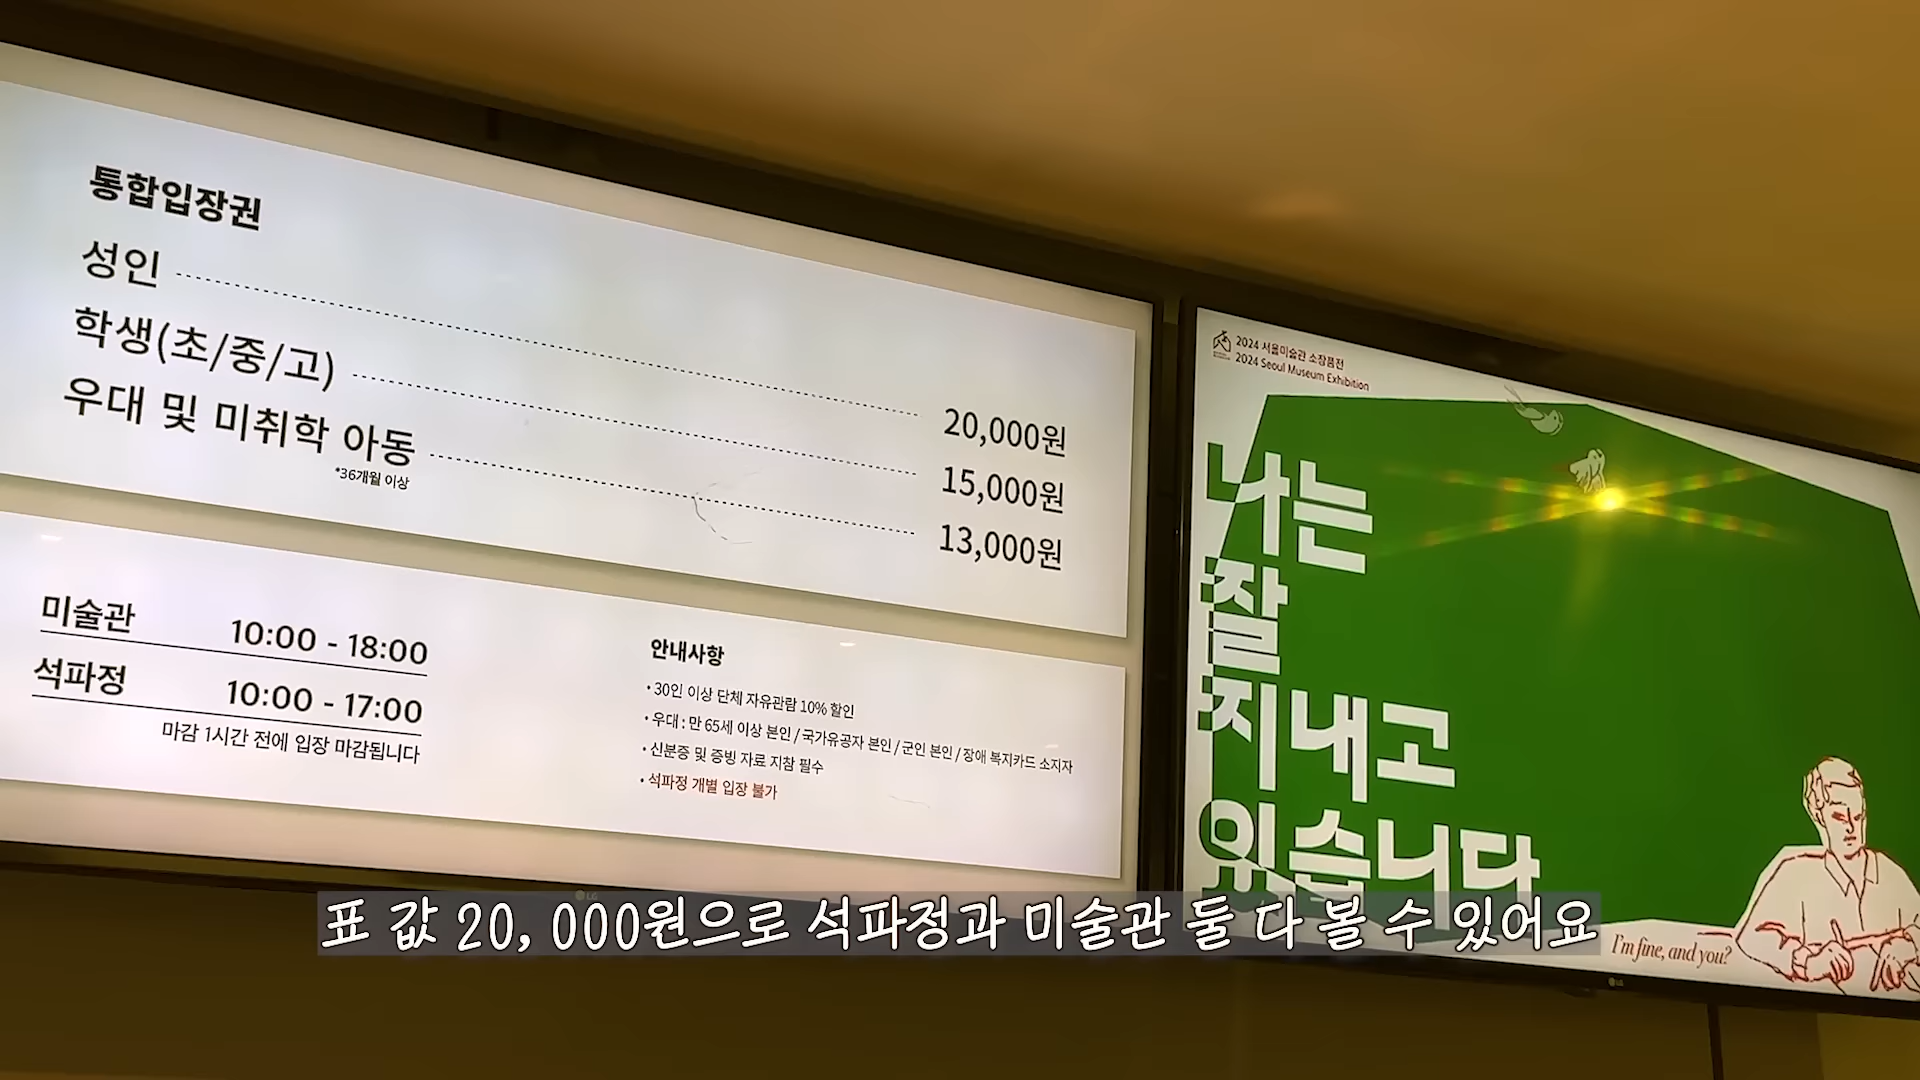 통합입장권
성인 20,000원
학생(초/중/고) 15,000원
우대 및 미취학 아동 13,000원
*36개월 이상
미술관 10:00 - 18:00
석파정 10:00 - 17:00
마감 1시간 전에 입장 마감됩니다
안내사항
• 30인 이상 단체 자유관람 10% 할인
• 우대 : 만 65세 이상 본인 / 국가유공자 본인 / 군인 본인 / 장애 복지카드 소지자
• 신분증 및 증빙 자료 지참 필수
• 석파정 개별 입장 불가
2024 서울미술관 소장품전
2024 Seoul Museum Exhibition
나는
잘
지내고
있습니다
I'm fine, and you?
LG
LG
표 값 20, 000원으로 석파정과 미술관 둘 다 볼 수 있어요